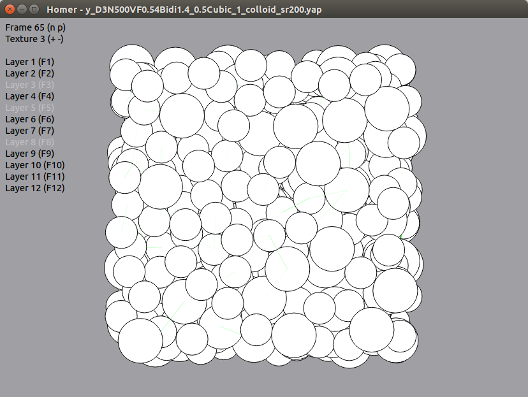 Homer - y_D3N500VF0.54Bidi1.4_0.5Cubic_1_colloid_sr200.yap
Frame 65 (n p)
Texture 3 (+ -)
Layer 1 (F1)
Layer 2 (F2)
Layer 3 (F3)
Layer 4 (F4)
Layer 5 (F5)
Layer 6 (F6)
Layer 7 (F7)
Layer 8 (F8)
Layer 9 (F9)
Layer 10 (F10)
Layer 11 (F11)
Layer 12 (F12)